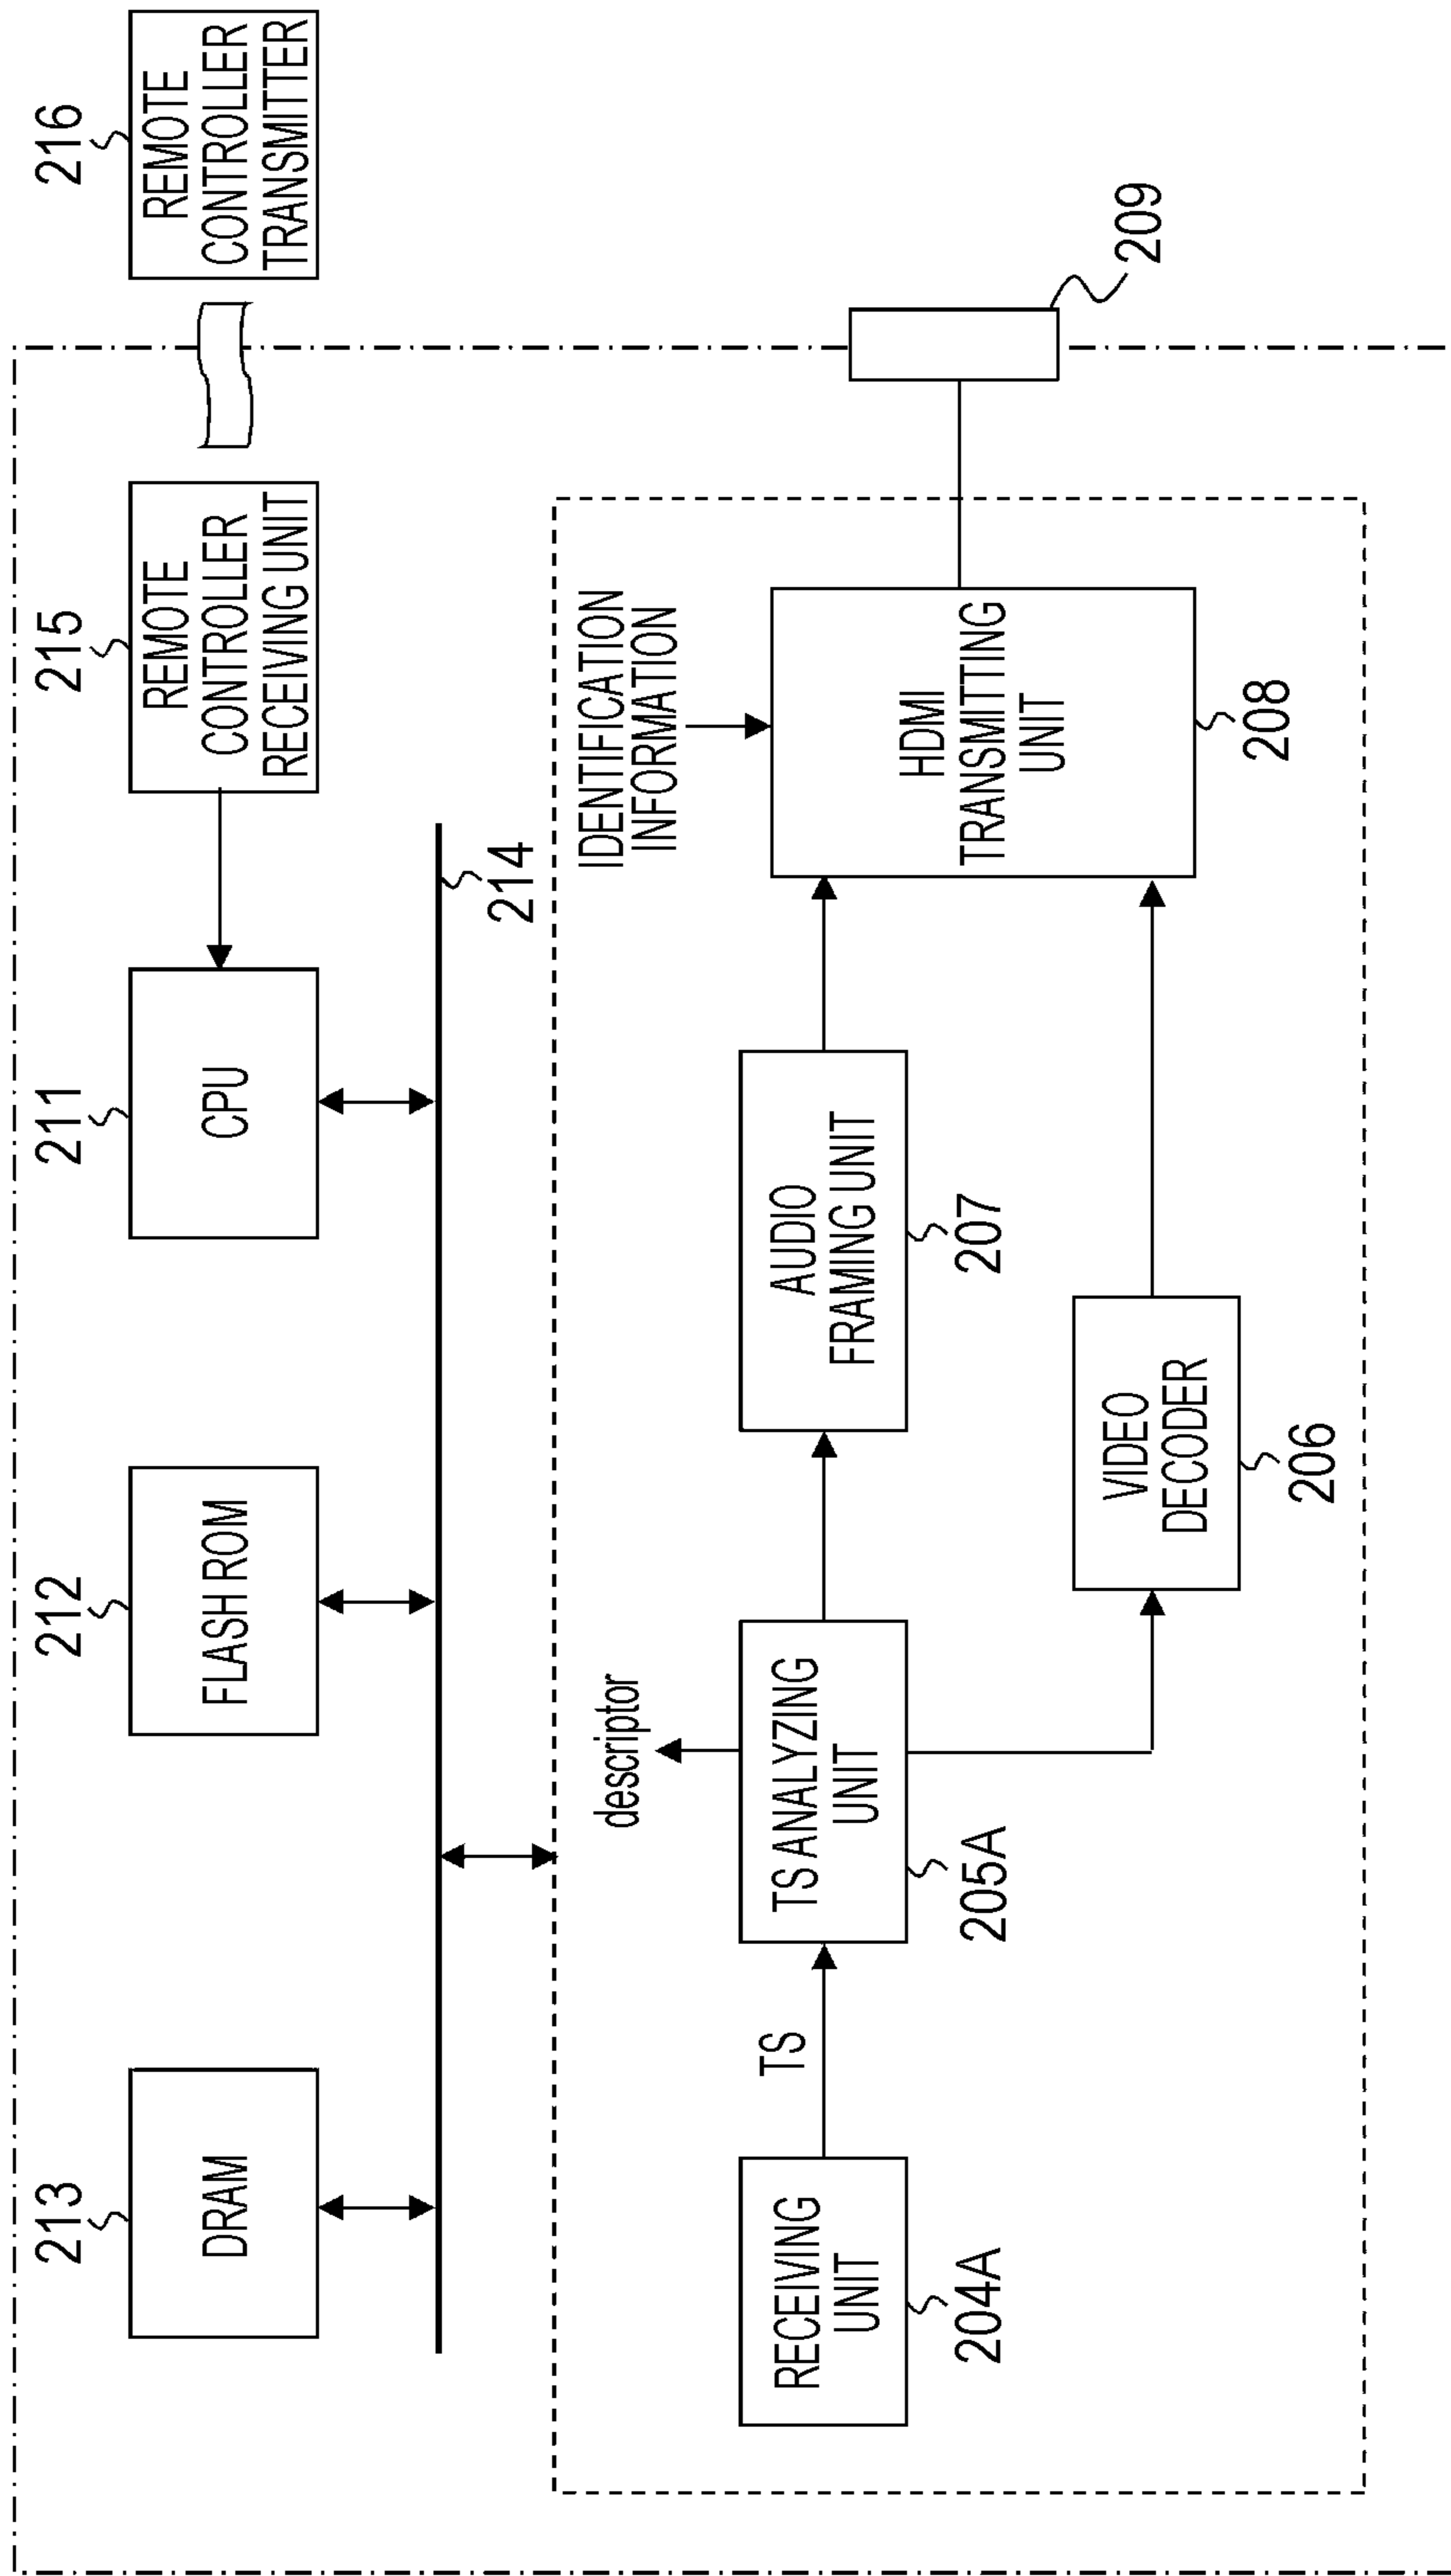 213
212
211
215
216
DRAM
FLASH ROM
CPU
REMOTE
CONTROLLER
RECEIVING UNIT
REMOTE
CONTROLLER
TRANSMITTER
214
descriptor
IDENTIFICATION
INFORMATION
TS
RECEIVING
UNIT
204A
TS ANALYZING
UNIT
205A
AUDIO
FRAMING UNIT
207
HDMI
TRANSMITTING
UNIT
208
209
VIDEO
DECODER
206